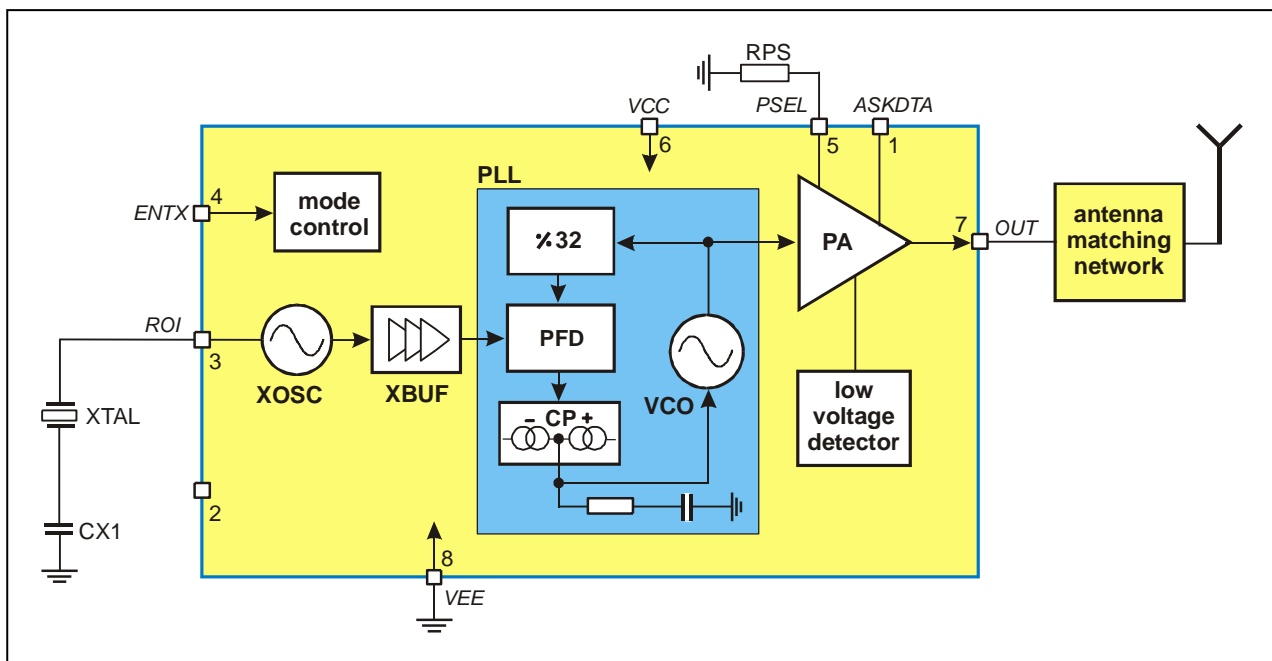 RPS
VCC
PSEL
ASKDTA
6
5
1
PLL
4
ENTX
mode
control
٪32
PA
7
OUT
antenna
matching
network
ROI
3
XOSC
XBUF
PFD
VCO
low
voltage
detector
XTAL
- CP +
2
CX1
8
VEE